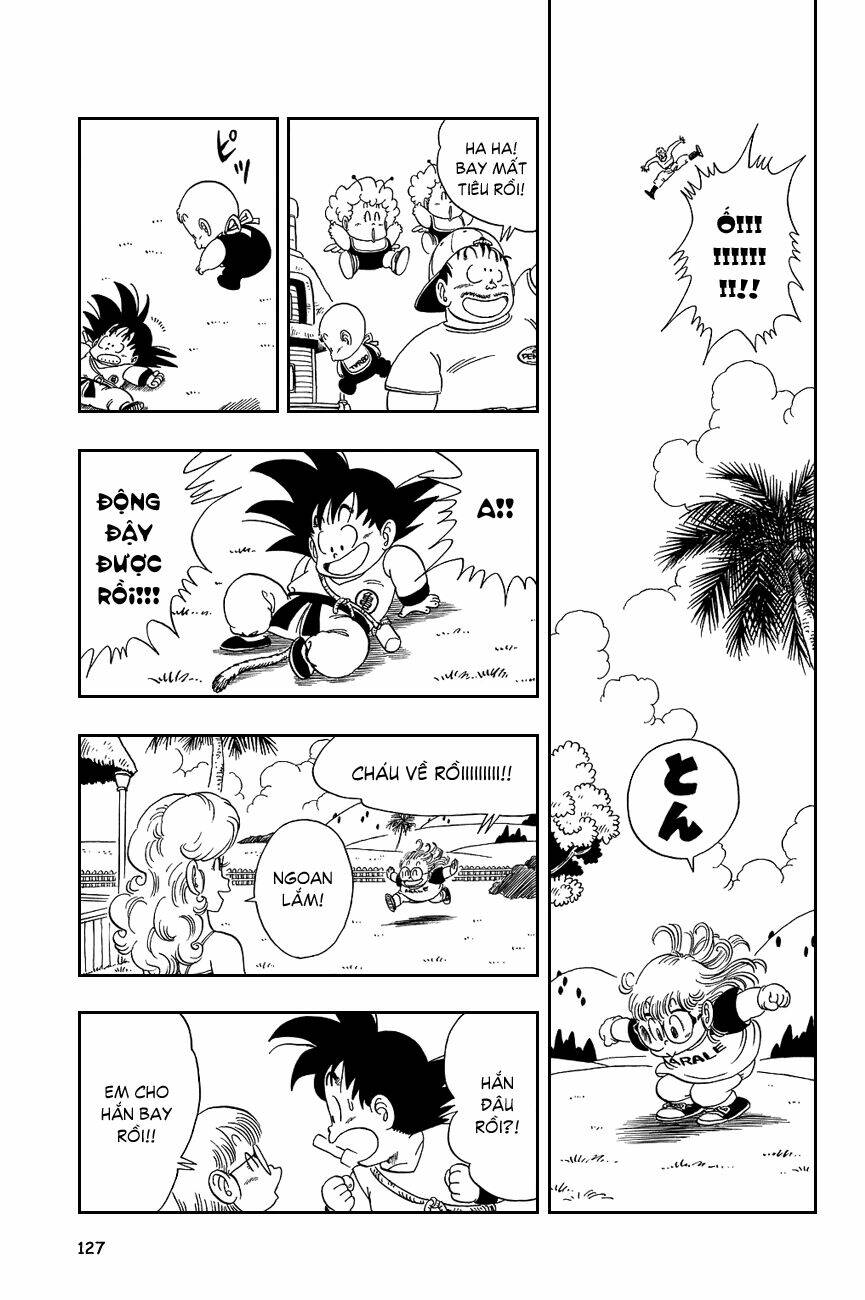 Ố!!!
!!!!!!
!!!!
とん
HA HA!
BAY MẤT
TIÊU RỒI!
PEN
ピッ
A!!
ĐỘNG
ĐẬY
ĐƯỢC
RỒI!!!
CHÁU VỀ RỒIIIIIIIIII!!
NGOAN
LẮM!
ARALE
HẮN
ĐÂU
RỒI?!
EM CHO
HẮN BAY
RỒI!!
127